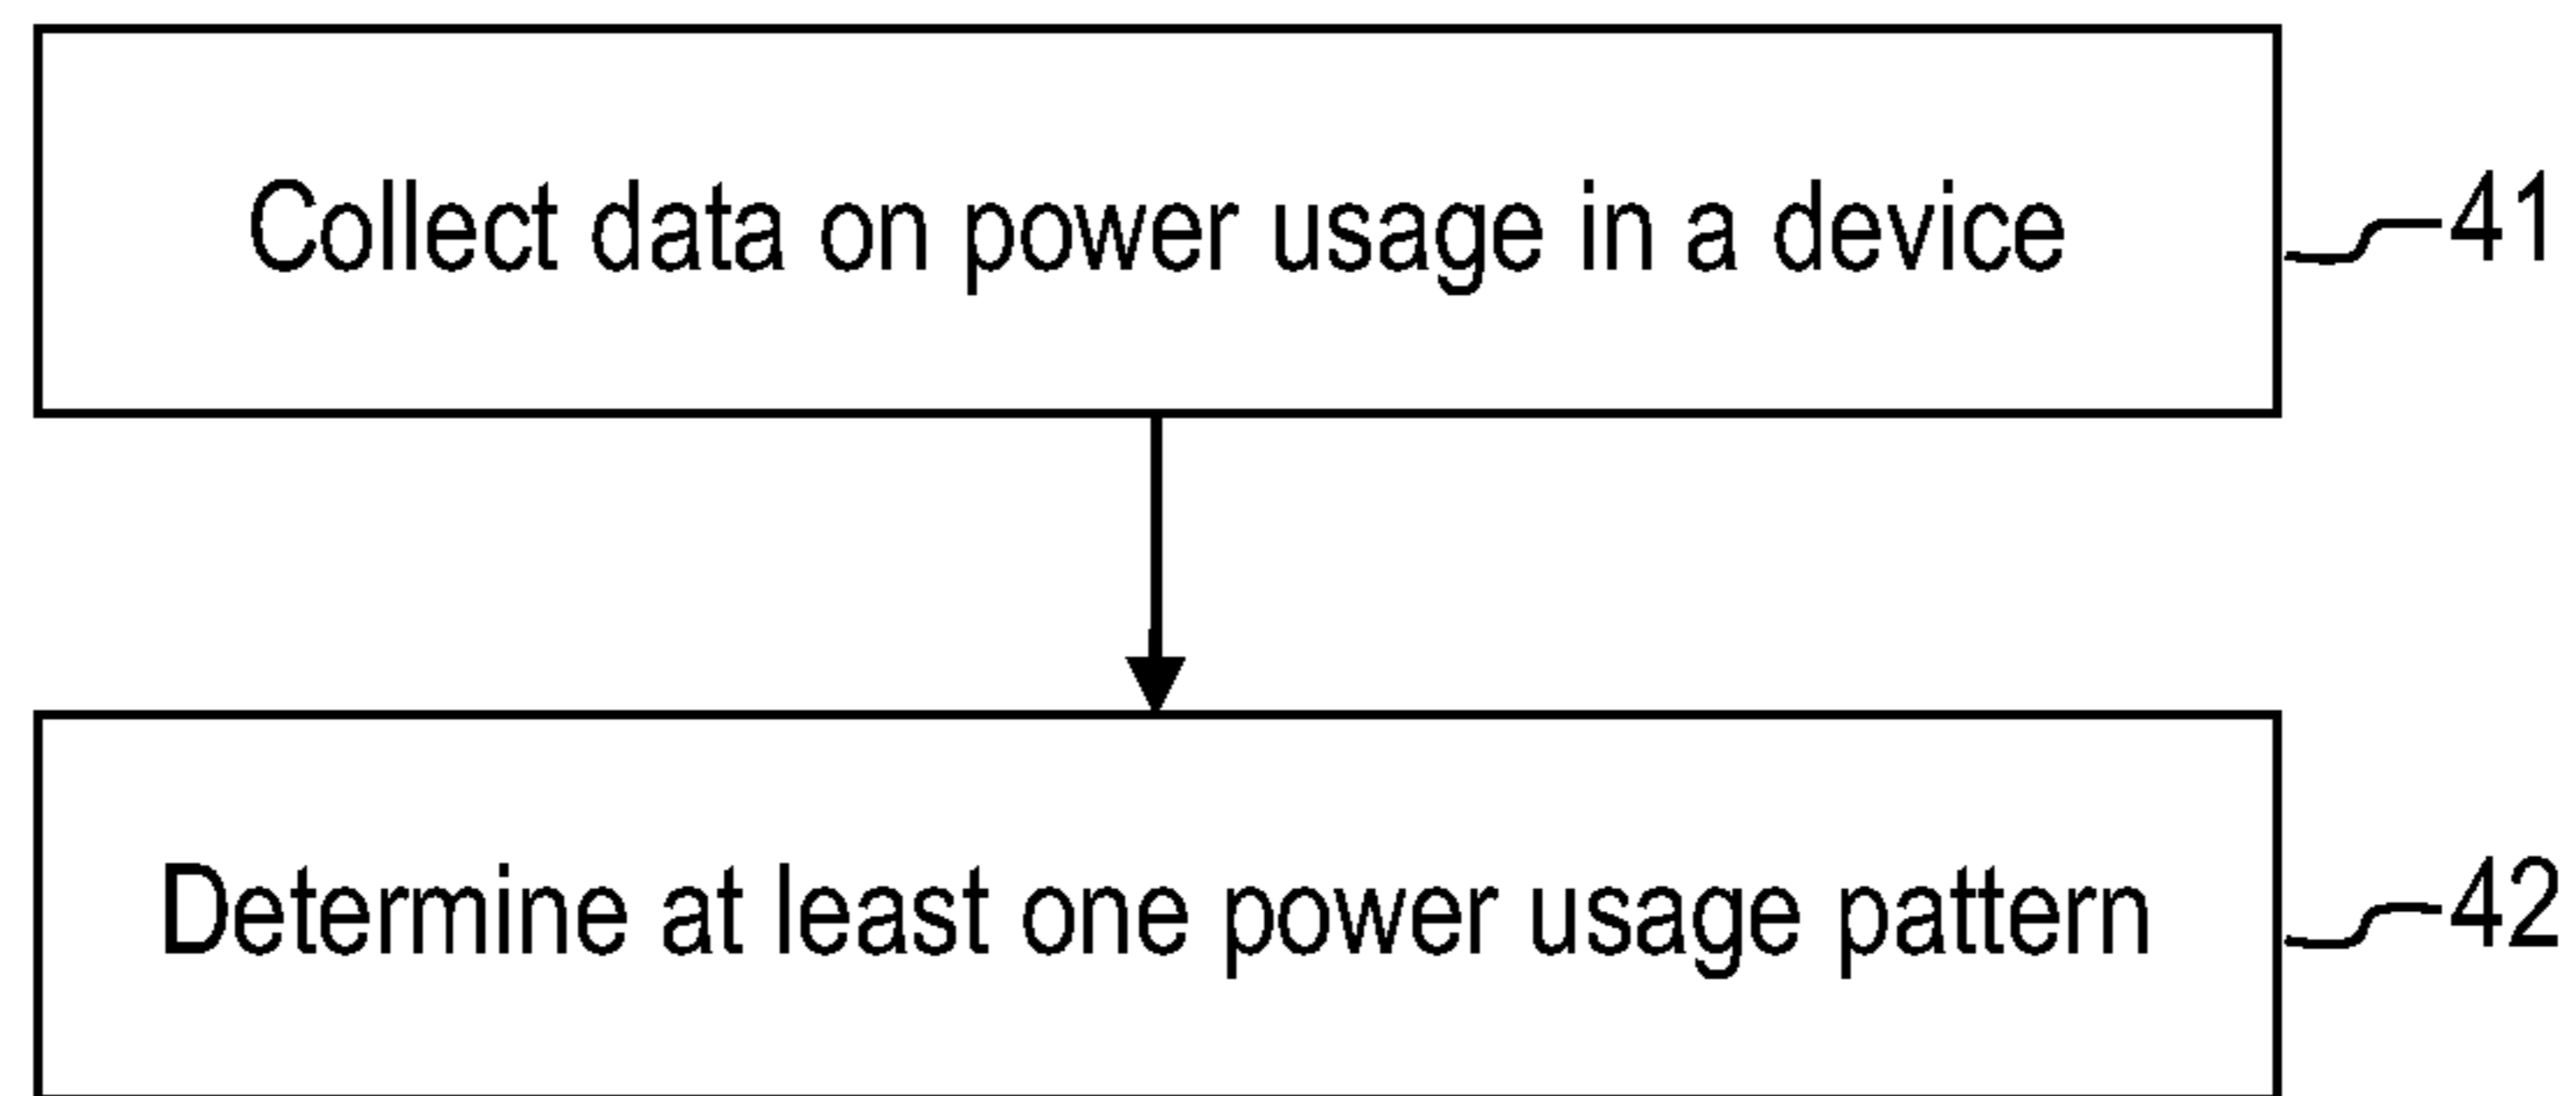 Collect data on power usage in a device
41
Determine at least one power usage pattern
42